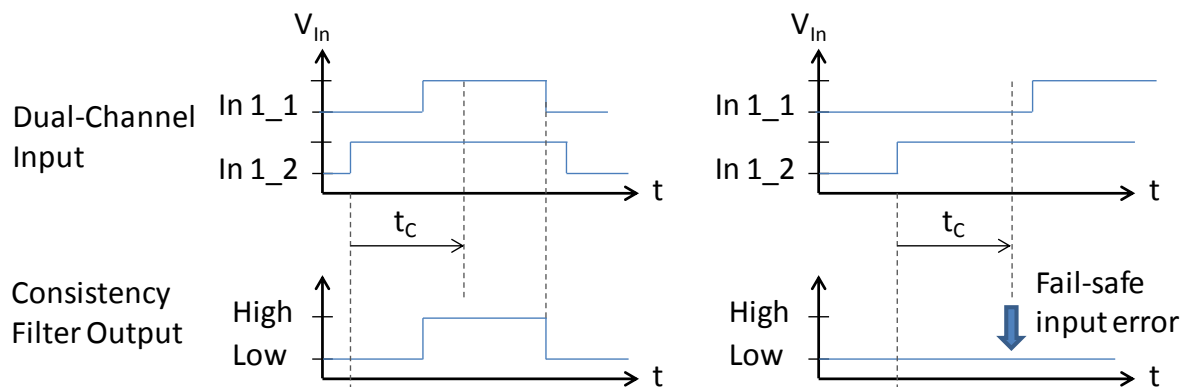 V_In
V_In
Dual-Channel
Input
In 1_1
In 1_2
t
In 1_1
In 1_2
t
t_C
t_C
Consistency
Filter Output
High
Low
t
High
Low
Fail-safe
input error
t